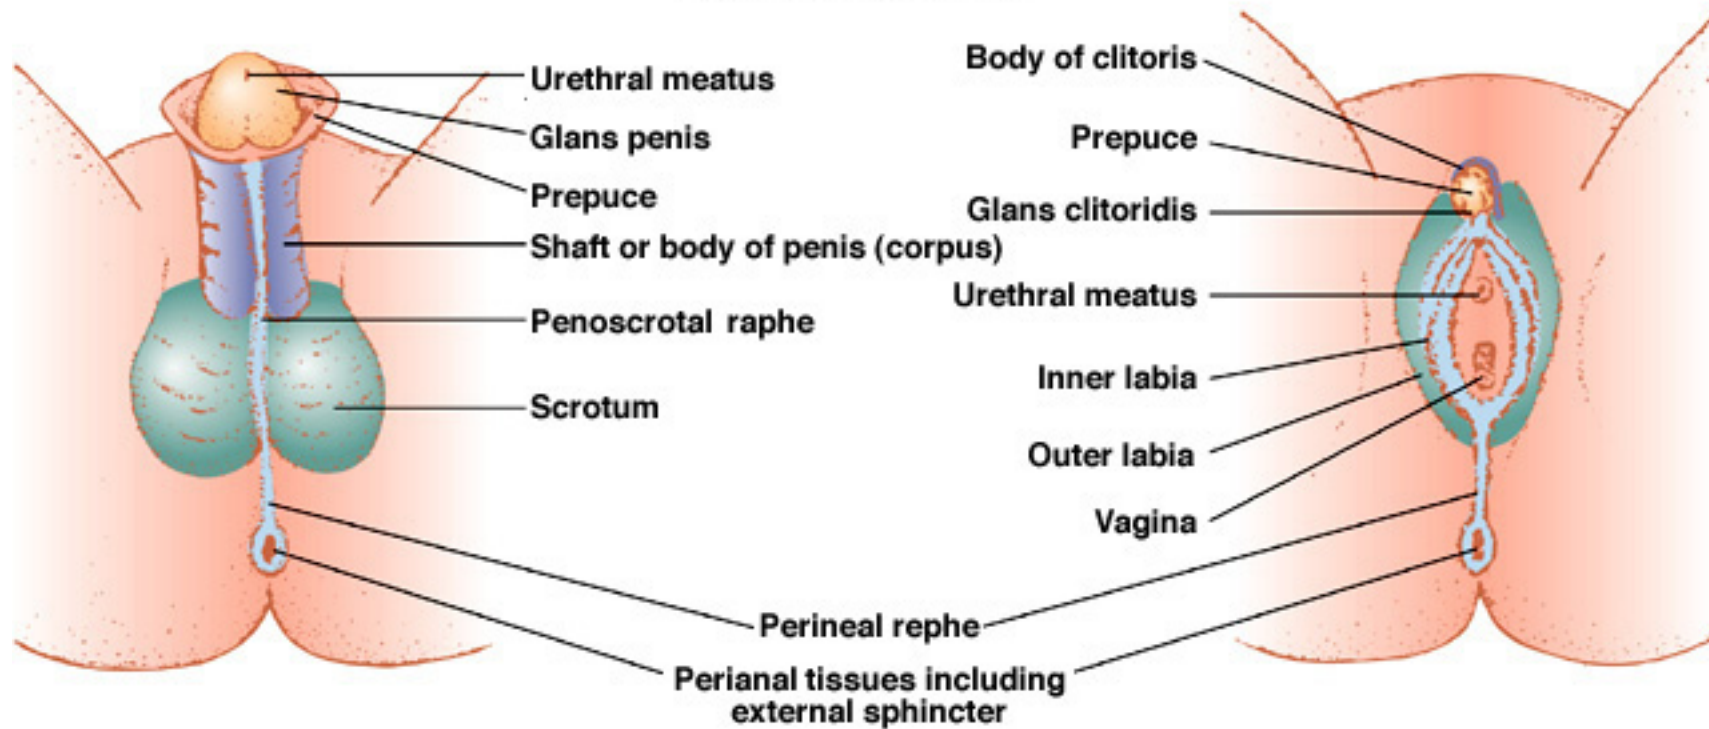 Urethral meatus
Glans penis
Prepuce
Shaft or body of penis (corpus)
Penoscrotal raphe
Scrotum
Body of clitoris
Prepuce
Glans clitoridis
Urethral meatus
Inner labia
Outer labia
Vagina
Perineal rephe
Perianal tissues including
external sphincter